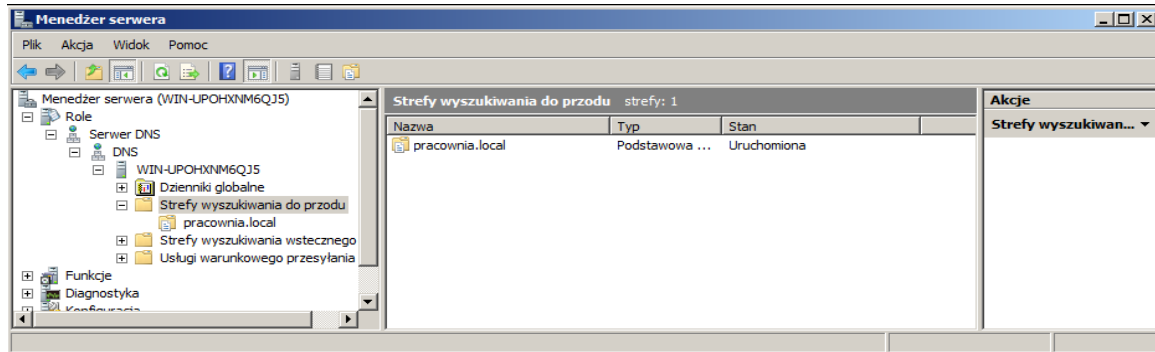 Menedżer serwera
Plik Akcja Widok Pomoc
Menedżer serwera (WIN-UPOHXNM6QJ5)
Role
Serwer DNS
DNS
WIN-UPOHXNM6QJ5
Dzienniki globalne
Strefy wyszukiwania do przodu
pracownia.local
Strefy wyszukiwania wstecznego
Usługi warunkowego przesyłania
Funkcje
Diagnostyka
Konfiguracja
Strefy wyszukiwania do przodu strefy: 1
Nazwa Typ Stan
pracownia.local Podstawowa ... Uruchomiona
Akcje
Strefy wyszukiwan...